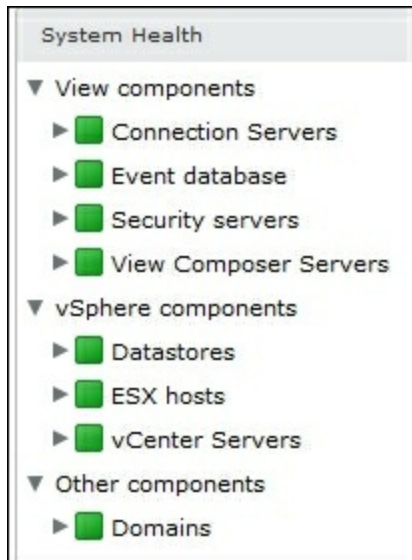 System Health
View components
Connection Servers
Event database
Security servers
View Composer Servers
vSphere components
Datastores
ESX hosts
vCenter Servers
Other components
Domains